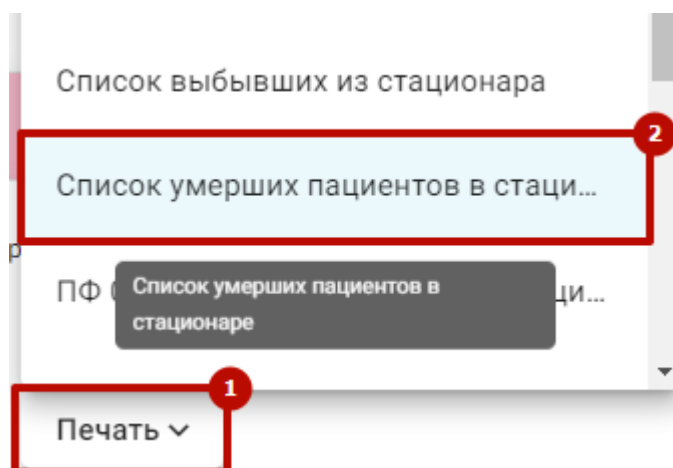 Список выбывших из стационара
2
Список умерших пациентов в стаци...
ПФ
ци...
Список умерших пациентов в
стационаре
1
Печать